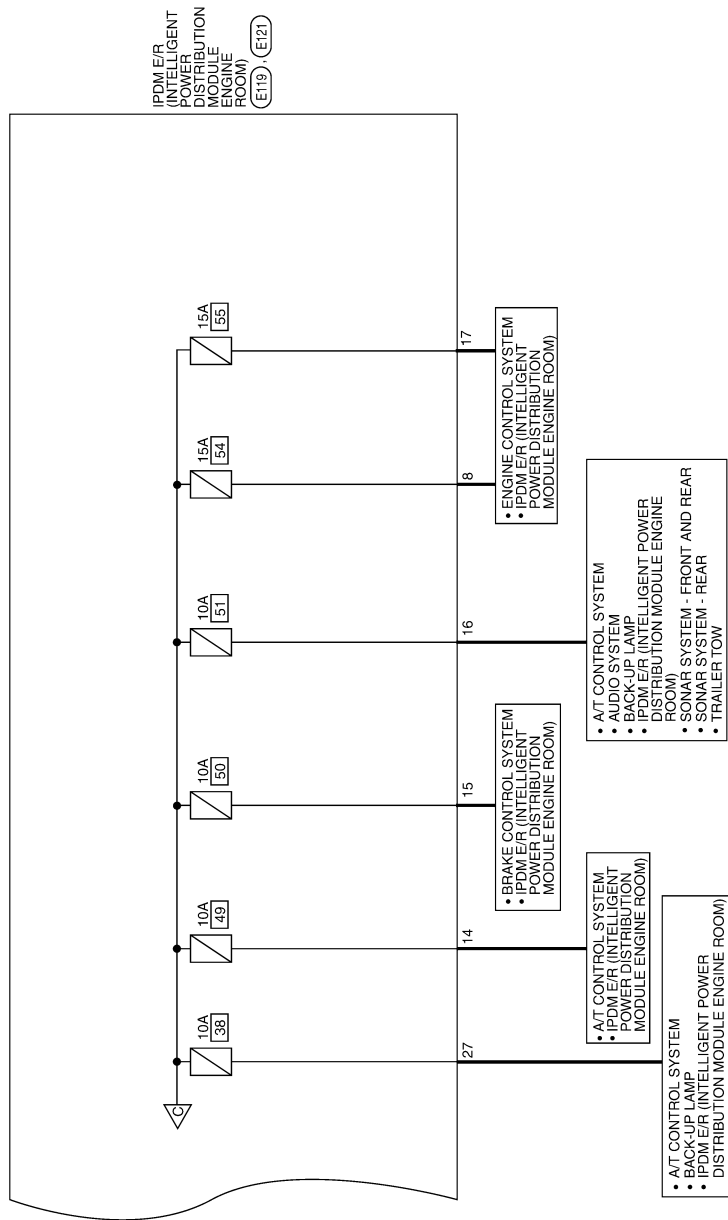 IPDM E/R
(INTELLIGENT
POWER
DISTRIBUTION
MODULE
ENGINE
ROOM)
E119 , E121
C
10A
38
10A
49
10A
50
10A
51
15A
54
15A
55
27
14
15
16
8
17
• A/T CONTROL SYSTEM
• BACK-UP LAMP
• IPDM E/R (INTELLIGENT POWER
DISTRIBUTION MODULE ENGINE ROOM)
• A/T CONTROL SYSTEM
• IPDM E/R (INTELLIGENT
POWER DISTRIBUTION
MODULE ENGINE ROOM)
• BRAKE CONTROL SYSTEM
• IPDM E/R (INTELLIGENT
POWER DISTRIBUTION
MODULE ENGINE ROOM)
• A/T CONTROL SYSTEM
• AUDIO SYSTEM
• BACK-UP LAMP
• IPDM E/R (INTELLIGENT POWER
DISTRIBUTION MODULE ENGINE
ROOM)
• SONAR SYSTEM - FRONT AND REAR
• SONAR SYSTEM - REAR
• TRAILER TOW
• ENGINE CONTROL SYSTEM
• IPDM E/R (INTELLIGENT
POWER DISTRIBUTION
MODULE ENGINE ROOM)